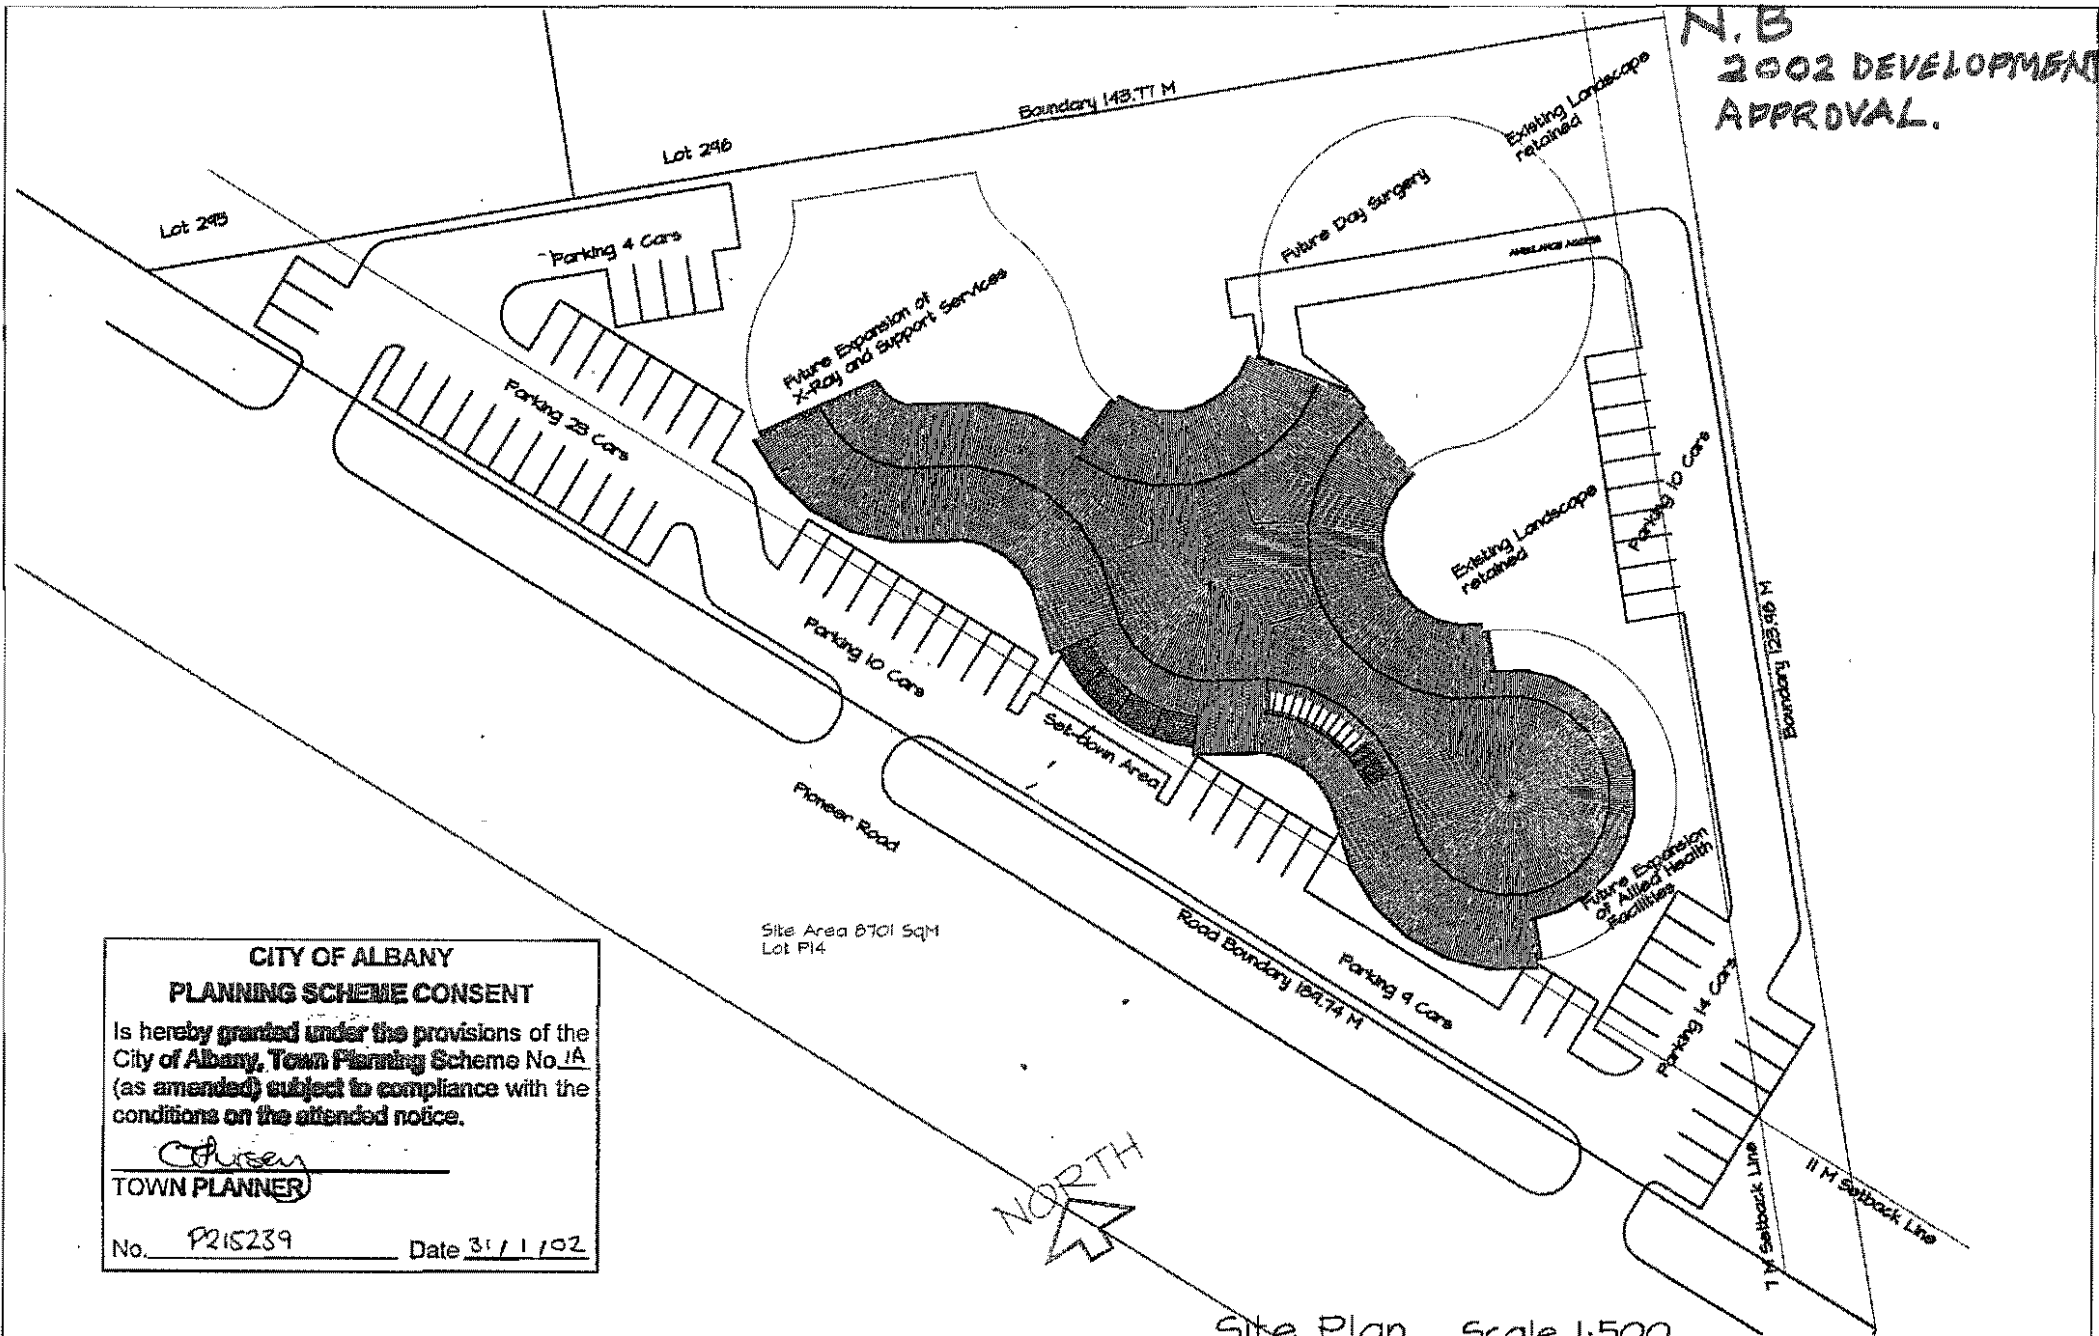 N.B
2002 DEVELOPMENT
APPROVAL.
Boundary 143.77 M
Existing Landscape
retained
Lot 296
Lot 295
Parking 4 Cars
Future Day Surgery
AMBULANCE ACCESS
Future Expansion of
X-Ray and Support Services
Parking 23 Cars
Parking 10 Cars
Existing Landscape
retained
Boundary 123.98 M
Parking 10 Cars
Set-down Area
Pioneer Road
Future Expansion
of Allied Health
Facilities
Site Area 8701 SqM
Lot P14
Road Boundary 189.74 M
Parking 9 Cars
Parking 14 Cars
CITY OF ALBANY
PLANNING SCHEME CONSENT
Is hereby granted under the provisions of the
City of Albany, Town Planning Scheme No. 1A
(as amended) subject to compliance with the
conditions on the attended notice.
TOWN PLANNER
No. P215239 Date 31/1/02
NORTH
7 M Setback Line
11 M Setback Line
Site Plan Scale 1:500